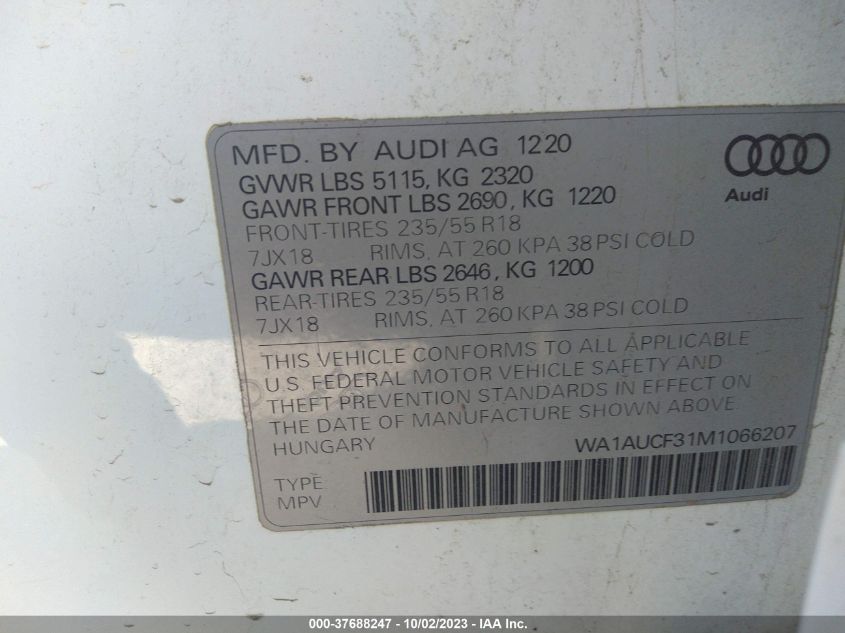 MFD. BY AUDI AG 1220
GVWR LBS 5115, KG 2320
GAWR FRONT LBS 2690, KG 1220
FRONT-TIRES 235/55 R18
7JX18 RIMS, AT 260 KPA 38 PSI COLD
GAWR REAR LBS 2646, KG 1200
REAR-TIRES 235/55 R18
7JX18 RIMS, AT 260 KPA 38 PSI COLD
Audi
THIS VEHICLE CONFORMS TO ALL APPLICABLE
U.S. FEDERAL MOTOR VEHICLE SAFETY AND
THEFT PREVENTION STANDARDS IN EFFECT ON
THE DATE OF MANUFACTURE SHOWN ABOVE.
HUNGARY WA1AUCF31M1066207
TYPE
MPV
000-37688247 - 10/02/2023 - IAA Inc.